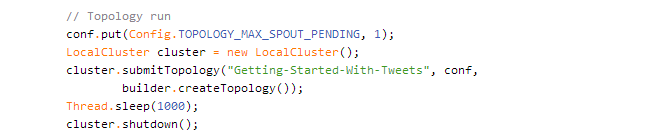 // Topology run
conf.put(Config.TOPOLOGY_MAX_SPOUT_PENDING, 1);
LocalCluster cluster = new LocalCluster();
cluster.submitTopology("Getting-Started-With-Tweets", conf,
builder.createTopology());
Thread.sleep(1000);
cluster.shutdown();